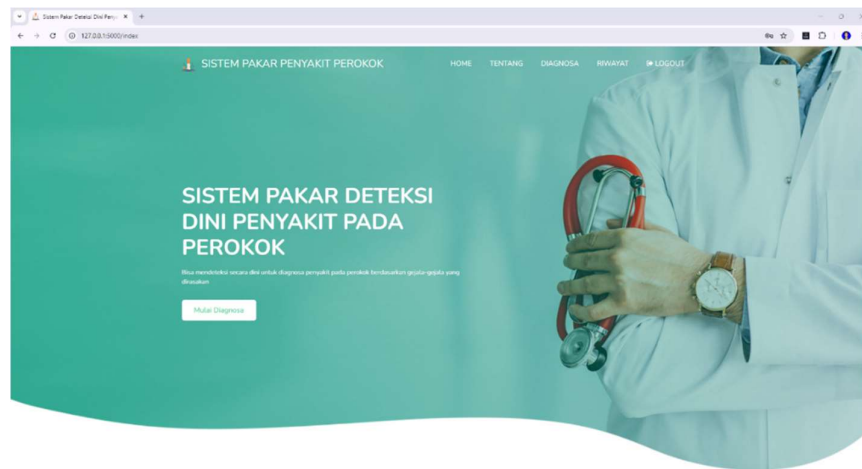 Sistem Pakar Deteksi Dini Penya
127.0.0.1:5000/index
SISTEM PAKAR PENYAKIT PEROKOK
HOME TENTANG DIAGNOSA RIWAYAT LOGOUT
SISTEM PAKAR DETEKSI
DINI PENYAKIT PADA
PEROKOK
Bisa mendeteksi secara dini untuk diagnosa penyakit pada perokok berdasarkan gejala-gejala yang
dirasakan
Mulai Diagnosa